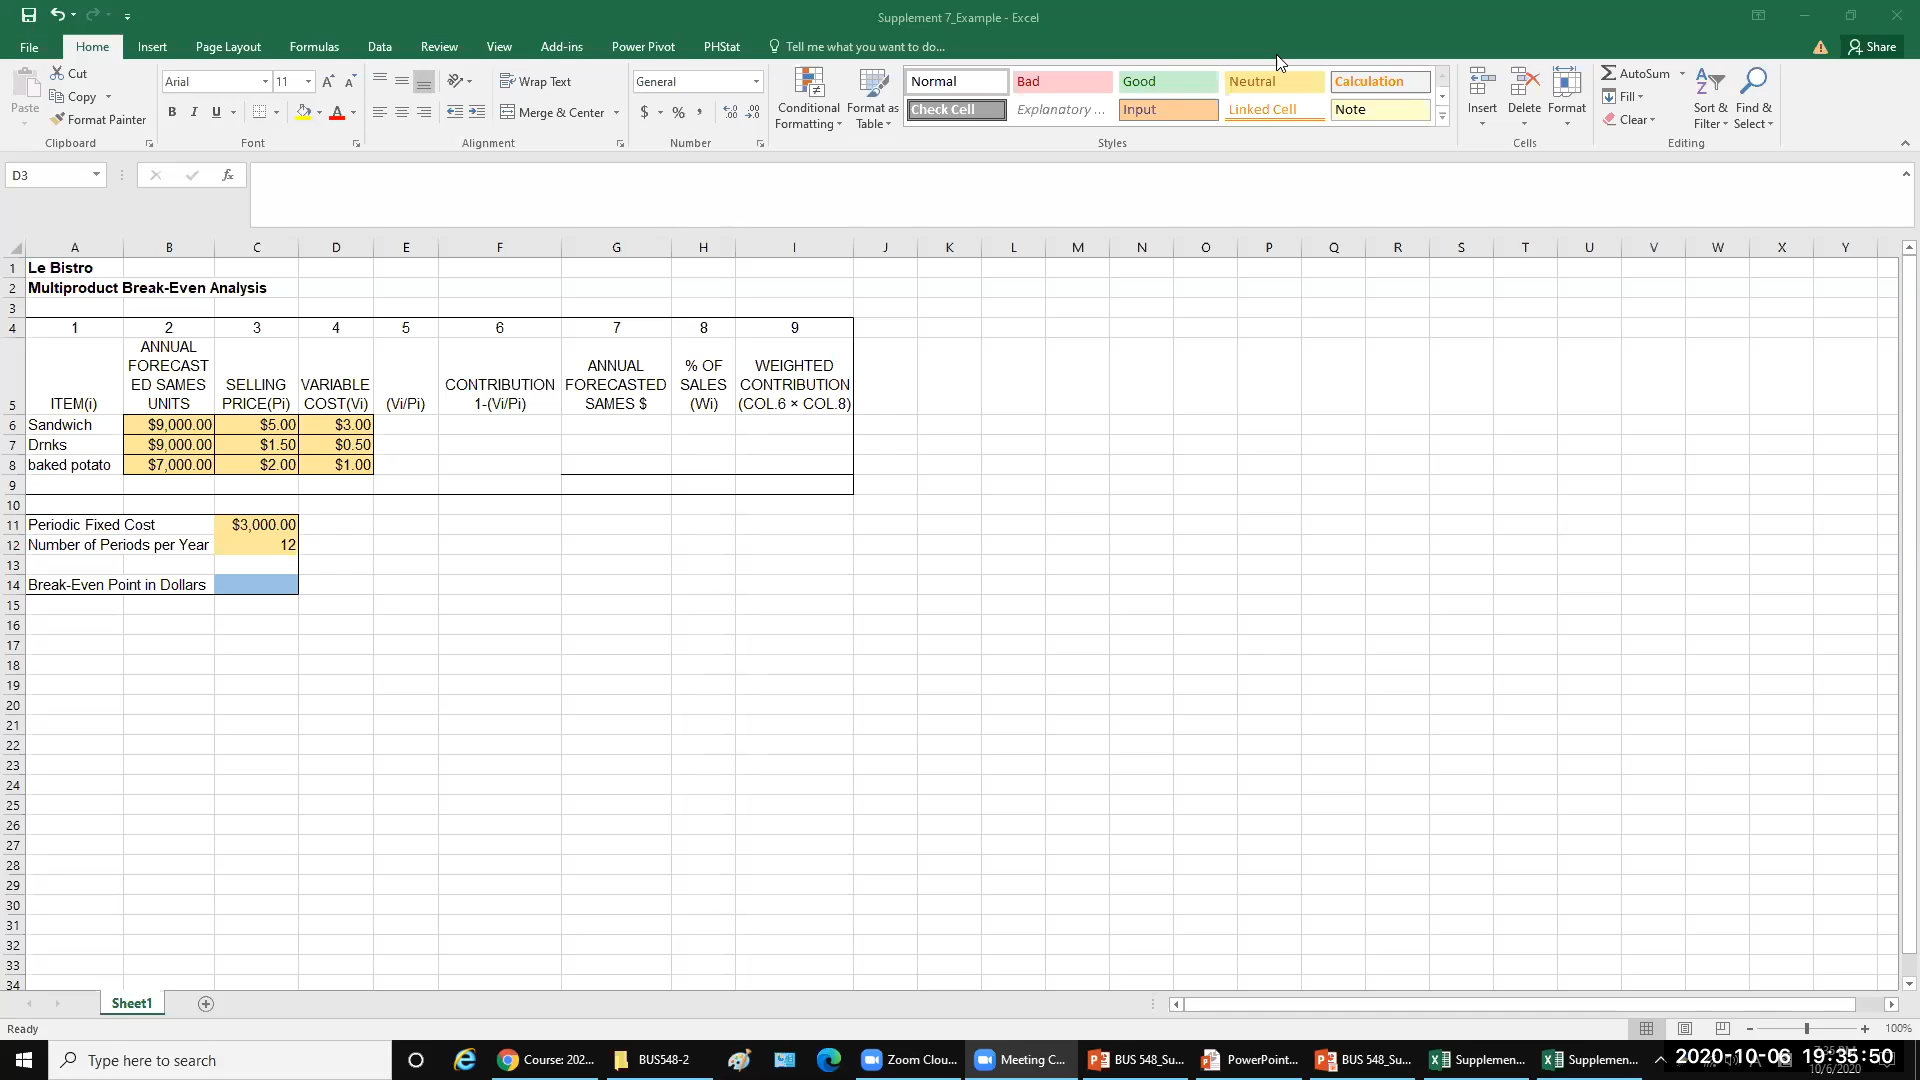 Supplement 7_Example - Excel
File Home Insert Page Layout Formulas Data Review View Add-ins Power Pivot PHStat Tell me what you want to do... Share
Paste Cut Copy Format Painter Clipboard
Arial 11 A A B I U A Font
Wrap Text Merge & Center Alignment
General $ % , Number
Conditional Formatting Format as Table
Normal Bad Good Neutral Calculation
Check Cell Explanatory ... Input Linked Cell Note
Styles
Insert Delete Format Cells
AutoSum Fill Clear Sort & Filter Find & Select Editing
D3 fx
A B C D E F G H I J K L M N O P Q R S T U V W X Y
1 Le Bistro
2 Multiproduct Break-Even Analysis
3
4 1 2 3 4 5 6 7 8 9
5 ITEM(i) ANNUAL FORECAST ED SAMES UNITS SELLING PRICE(Pi) VARIABLE COST(Vi) (Vi/Pi) CONTRIBUTION 1-(Vi/Pi) ANNUAL FORECASTED SAMES $ % OF SALES (Wi) WEIGHTED CONTRIBUTION (COL.6 × COL.8)
6 Sandwich $9,000.00 $5.00 $3.00
7 Drnks $9,000.00 $1.50 $0.50
8 baked potato $7,000.00 $2.00 $1.00
9
10
11 Periodic Fixed Cost $3,000.00
12 Number of Periods per Year 12
13
14 Break-Even Point in Dollars
15
16
17
18
19
20
21
22
23
24
25
26
27
28
29
30
31
32
33
34
Sheet1
Ready 100%
Type here to search Course: 202... BUS548-2 Zoom Clou... Meeting C... BUS 548_Su... PowerPoint... BUS 548_Su... Supplemen... Supplemen... 2020-10-06 19:35:50
10/6/2020